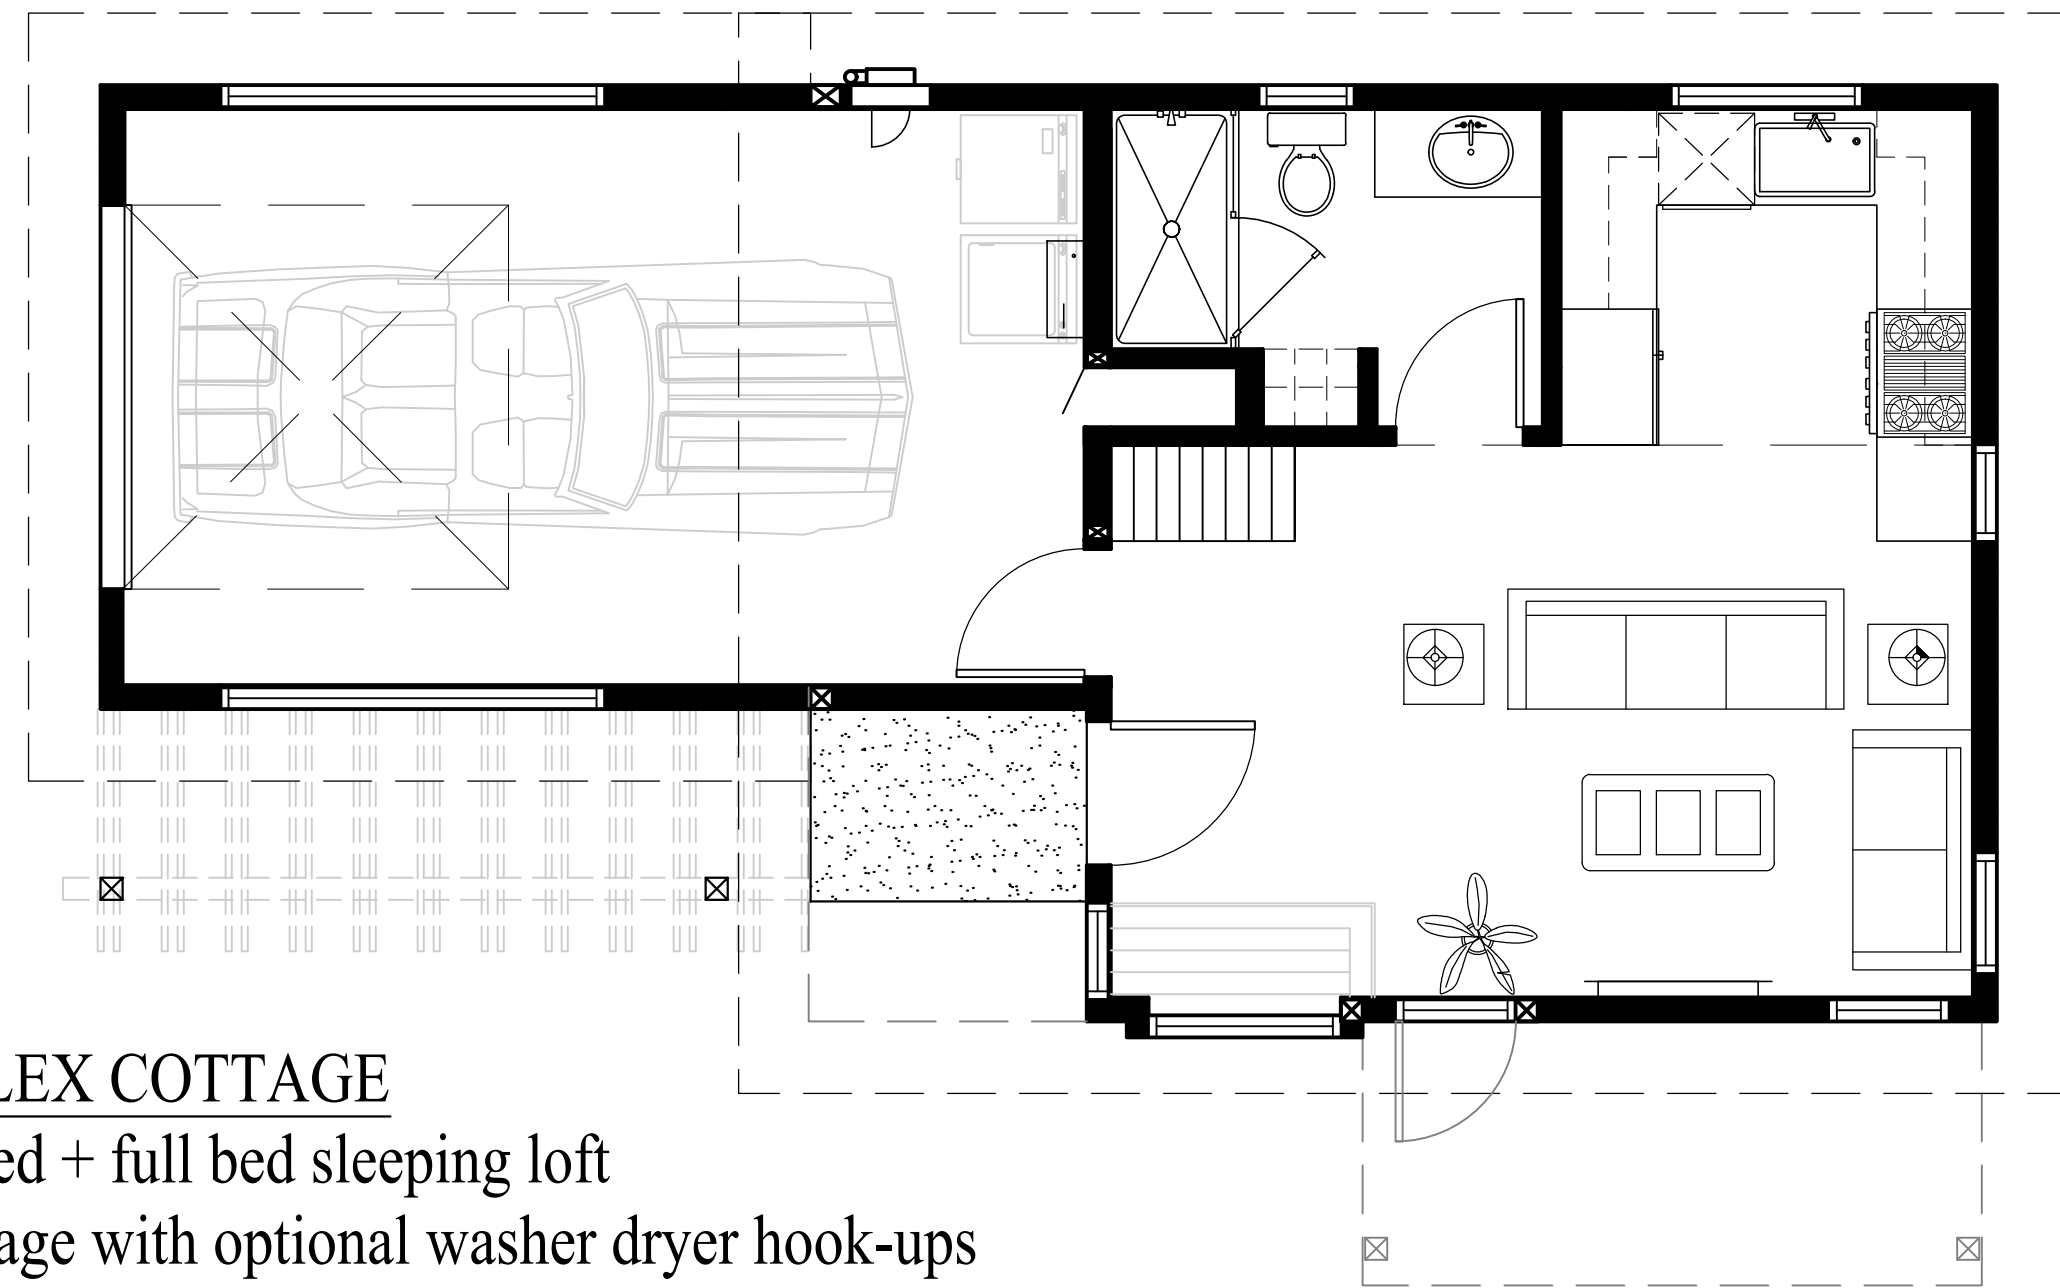 LEX COTTAGE
ed + full bed sleeping loft
age with optional washer dryer hook-ups